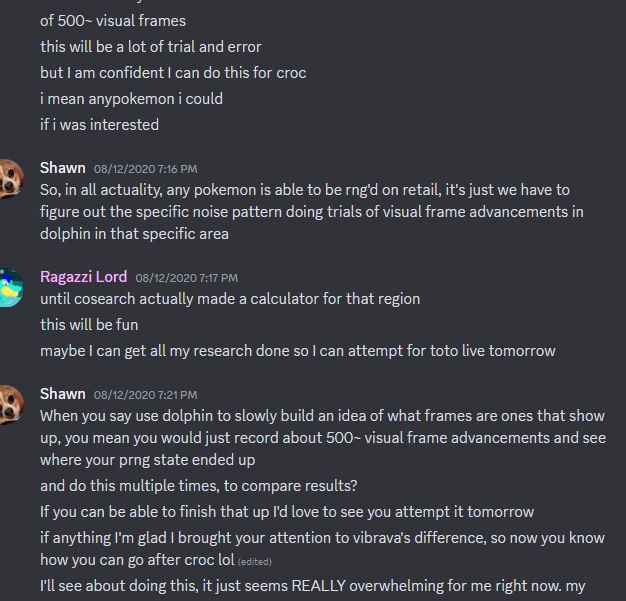 of 500~ visual frames
this will be a lot of trial and error
but I am confident I can do this for croc
i mean anypokemon i could
if i was interested
Shawn 08/12/2020 7:16 PM
So, in all actuality, any pokemon is able to be rng'd on retail, it's just we have to
figure out the specific noise pattern doing trials of visual frame advancements in
dolphin in that specific area
Ragazzi Lord 08/12/2020 7:17 PM
until cosearch actually made a calculator for that region
this will be fun
maybe I can get all my research done so I can attempt for toto live tomorrow
Shawn 08/12/2020 7:21 PM
When you say use dolphin to slowly build an idea of what frames are ones that show
up, you mean you would just record about 500~ visual frame advancements and see
where your prng state ended up
and do this multiple times, to compare results?
If you can be able to finish that up I'd love to see you attempt it tomorrow
if anything I'm glad I brought your attention to vibrava's difference, so now you know
how you can go after croc lol (edited)
I'll see about doing this, it just seems REALLY overwhelming for me right now. my